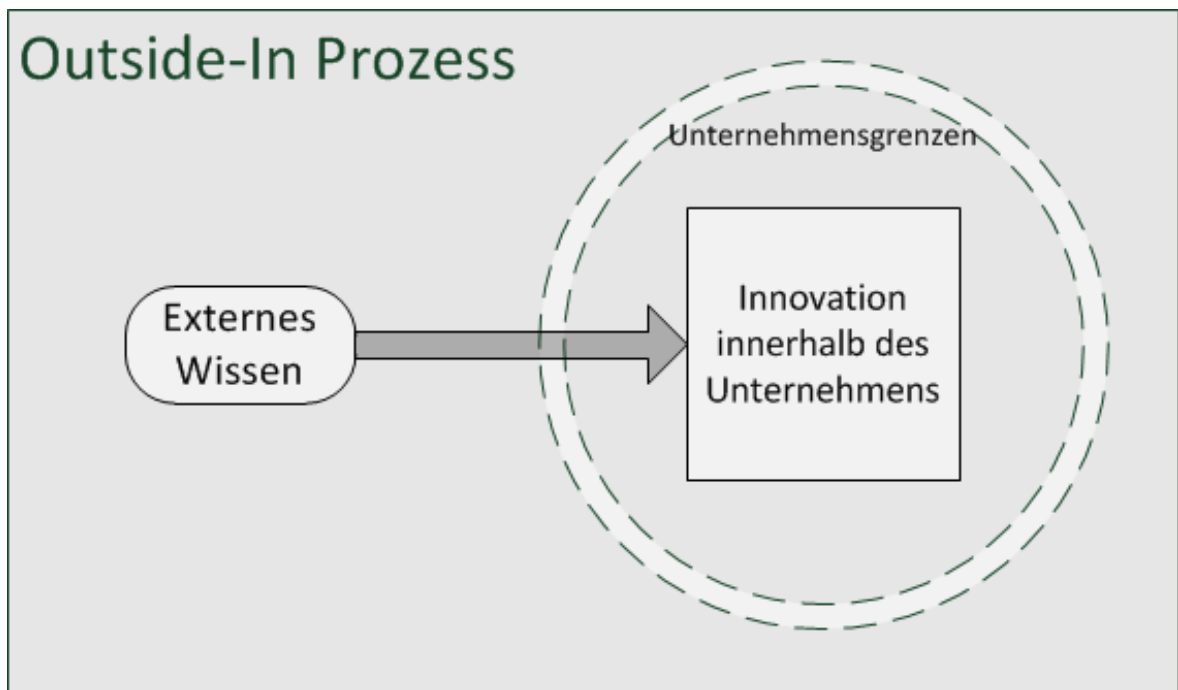 Outside-In Prozess
Unternehmensgrenzen
Externes
Wissen
Innovation
innerhalb des
Unternehmens